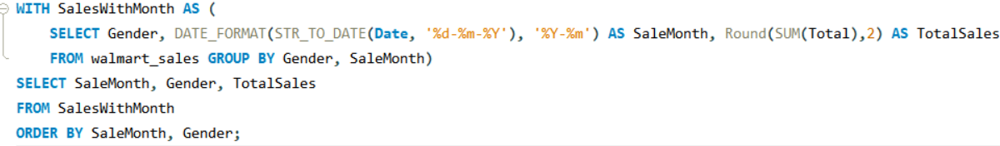 WITH SalesWithMonth AS (
SELECT Gender, DATE_FORMAT(STR_TO_DATE(Date, '%d-%m-%Y'), '%Y-%m') AS SaleMonth, Round(SUM(Total),2) AS TotalSales
FROM walmart_sales GROUP BY Gender, SaleMonth)
SELECT SaleMonth, Gender, TotalSales
FROM SalesWithMonth
ORDER BY SaleMonth, Gender;